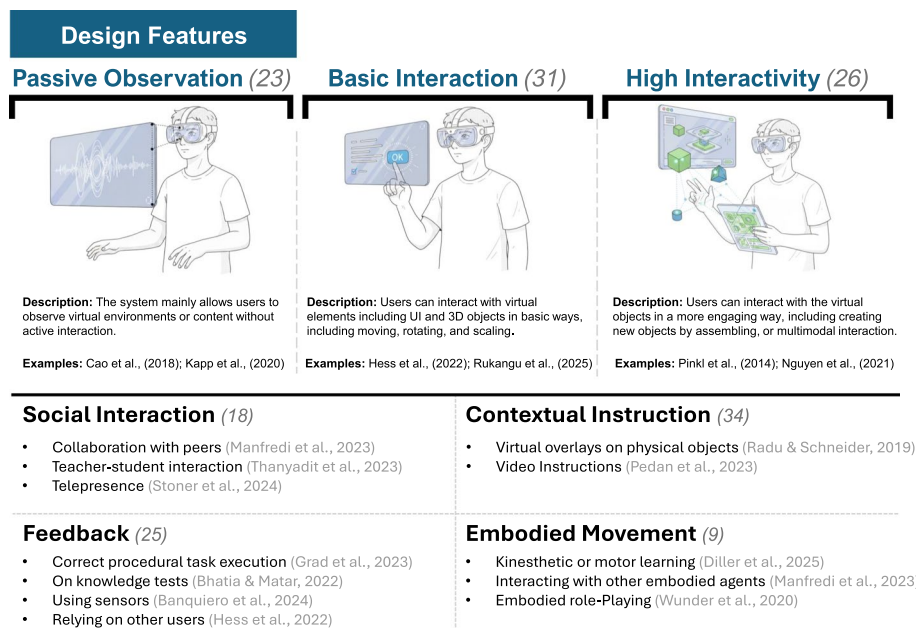 Design Features
Passive Observation (23)
Basic Interaction (31)
High Interactivity (26)
OK
Description: The system mainly allows users to
observe virtual environments or content without
active interaction.
Examples: Cao et al., (2018); Kapp et al., (2020)
Description: Users can interact with virtual
elements including UI and 3D objects in basic ways,
including moving, rotating, and scaling.
Examples: Hess et al., (2022); Rukangu et al., (2025)
Description: Users can interact with the virtual
objects in a more engaging way, including creating
new objects by assembling, or multimodal interaction.
Examples: Pinkl et al., (2014); Nguyen et al., (2021)
Social Interaction (18)
• Collaboration with peers (Manfredi et al., 2023)
• Teacher-student interaction (Thanyadit et al., 2023)
• Telepresence (Stoner et al., 2024)
Contextual Instruction (34)
• Virtual overlays on physical objects (Radu & Schneider, 2019)
• Video Instructions (Pedan et al., 2023)
Feedback (25)
• Correct procedural task execution (Grad et al., 2023)
• On knowledge tests (Bhatia & Matar, 2022)
• Using sensors (Banquiero et al., 2024)
• Relying on other users (Hess et al., 2022)
Embodied Movement (9)
• Kinesthetic or motor learning (Diller et al., 2025)
• Interacting with other embodied agents (Manfredi et al., 2023
• Embodied role-Playing (Wunder et al., 2020)